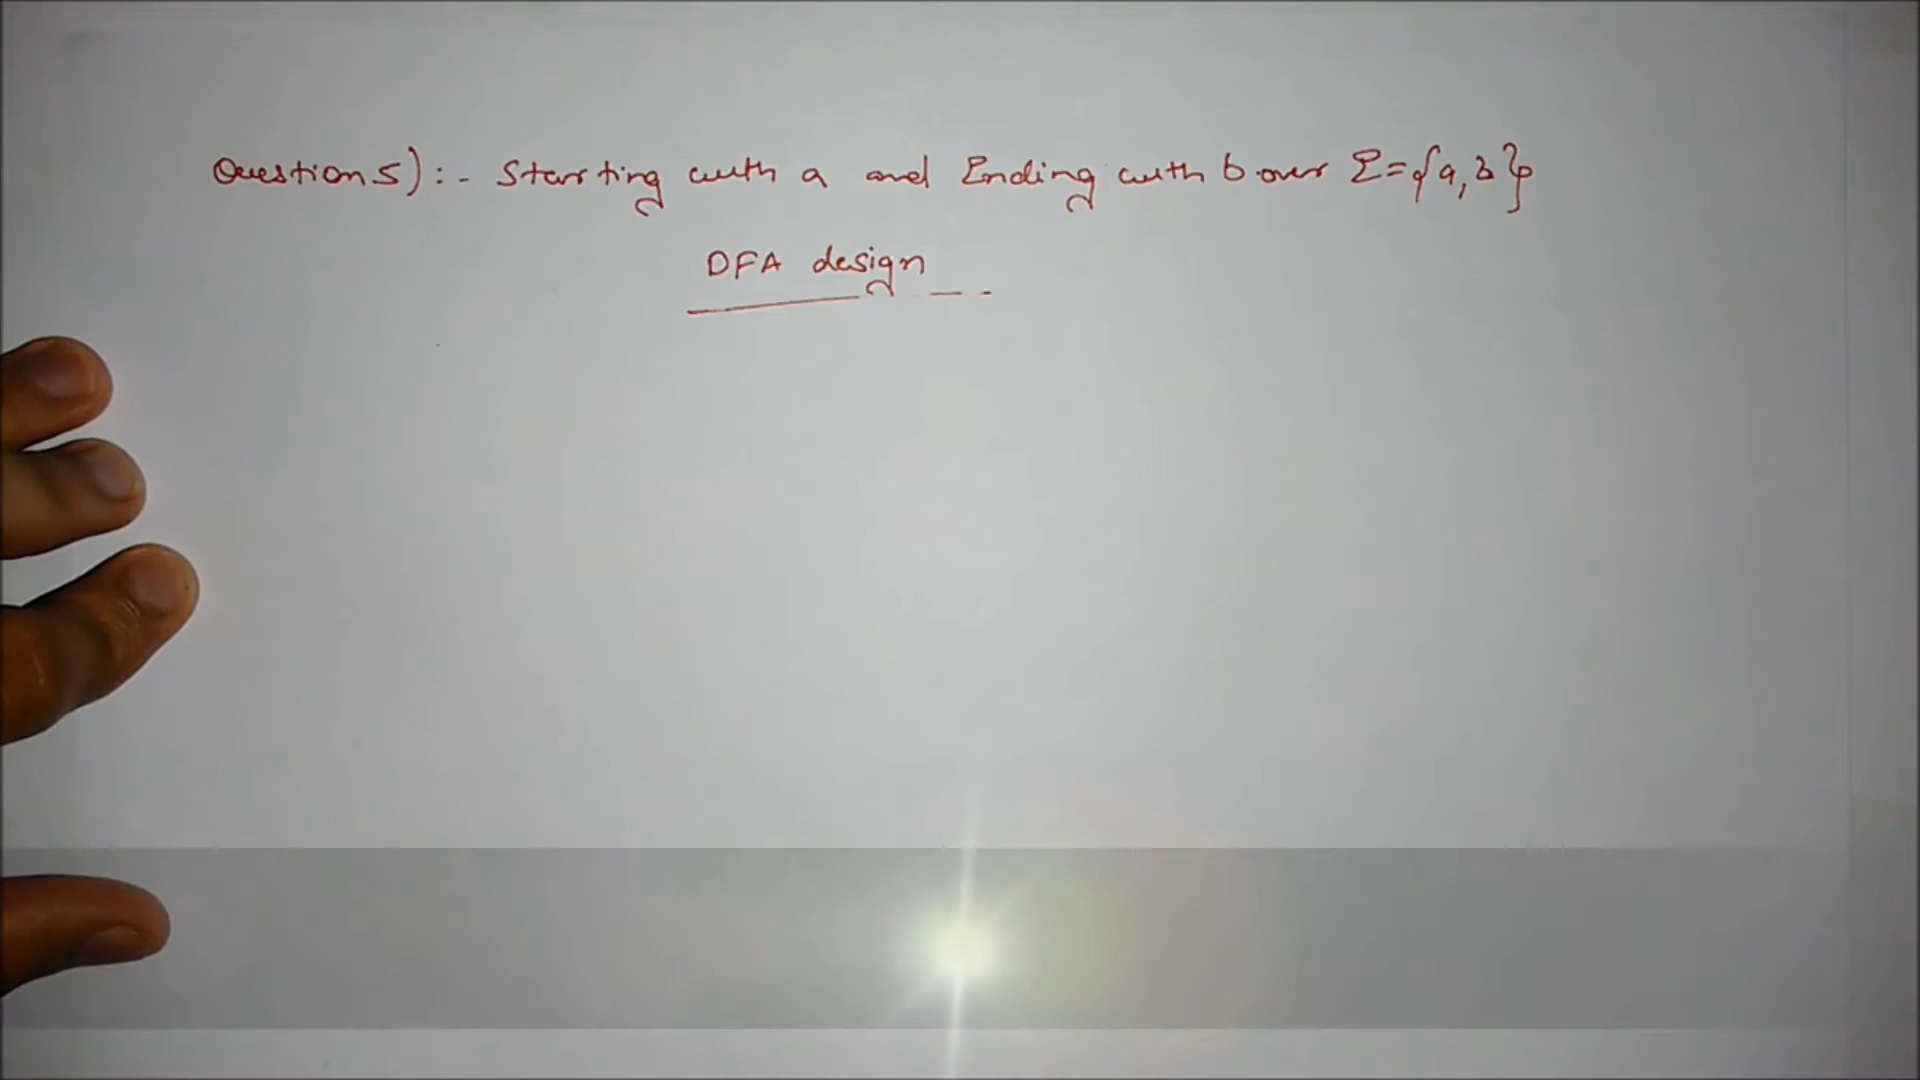 Question 5) :- Starting with a and Ending with b over Σ={a,b}
DFA design